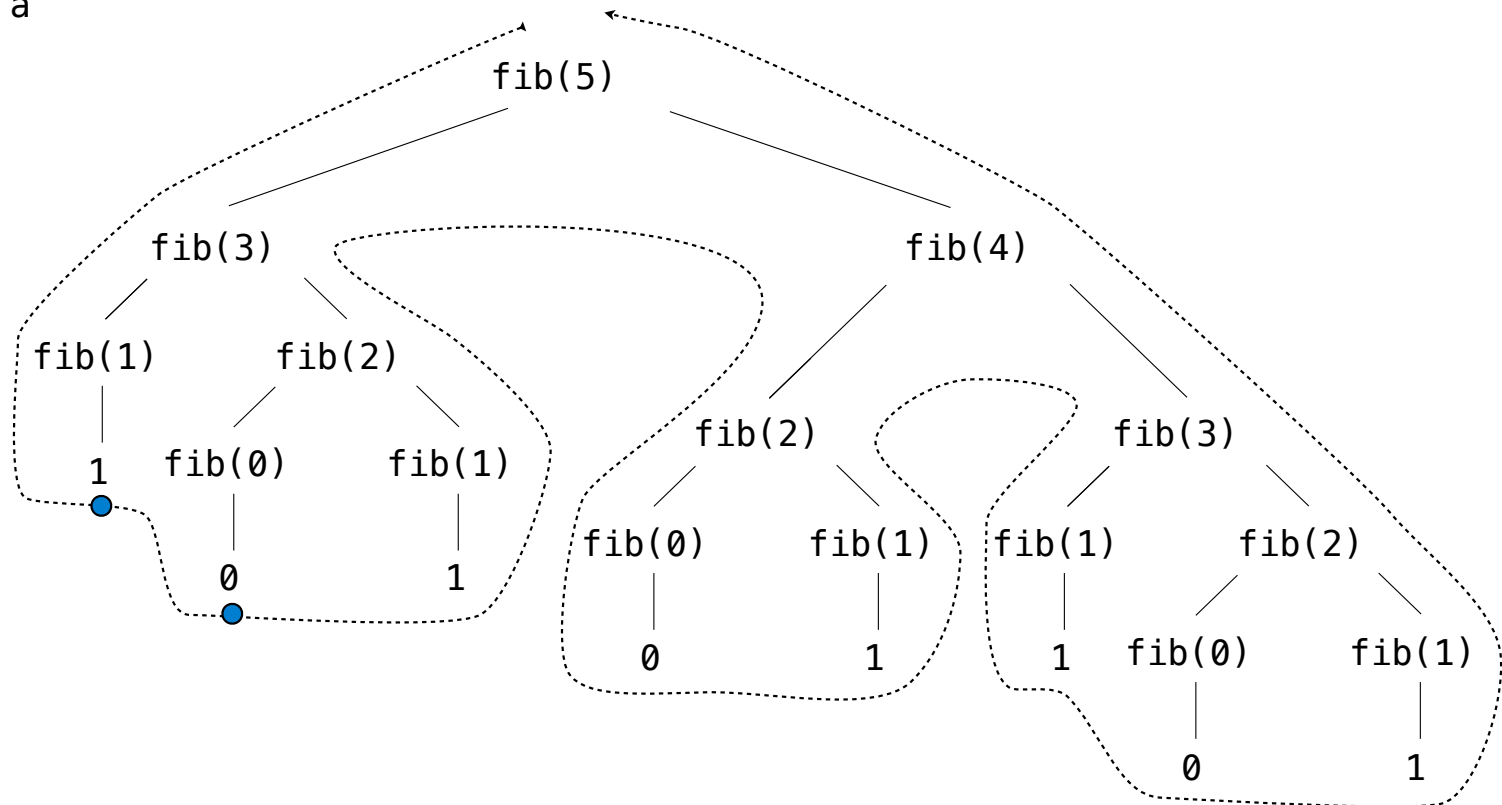 a
fib(5)
fib(3) fib(4)
fib(1) fib(2)
fib(2) fib(3)
1 fib(0) fib(1)
fib(0) fib(1) fib(1) fib(2)
0 1
0 1 1 fib(0) fib(1)
0 1